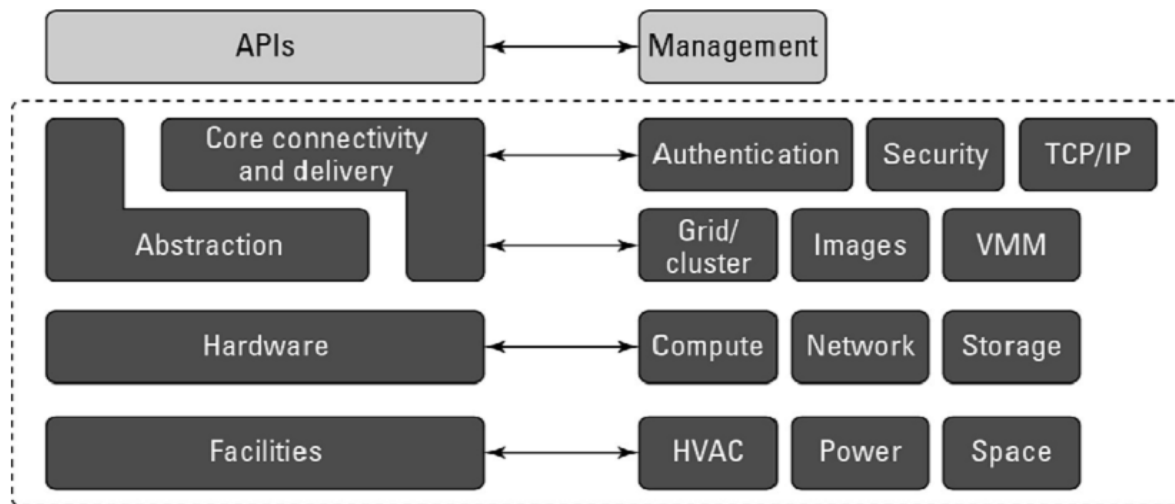 APIs
Management
Core connectivity
and delivery
Authentication
Security
TCP/IP
Abstraction
Grid/
cluster
Images
VMM
Hardware
Compute
Network
Storage
Facilities
HVAC
Power
Space